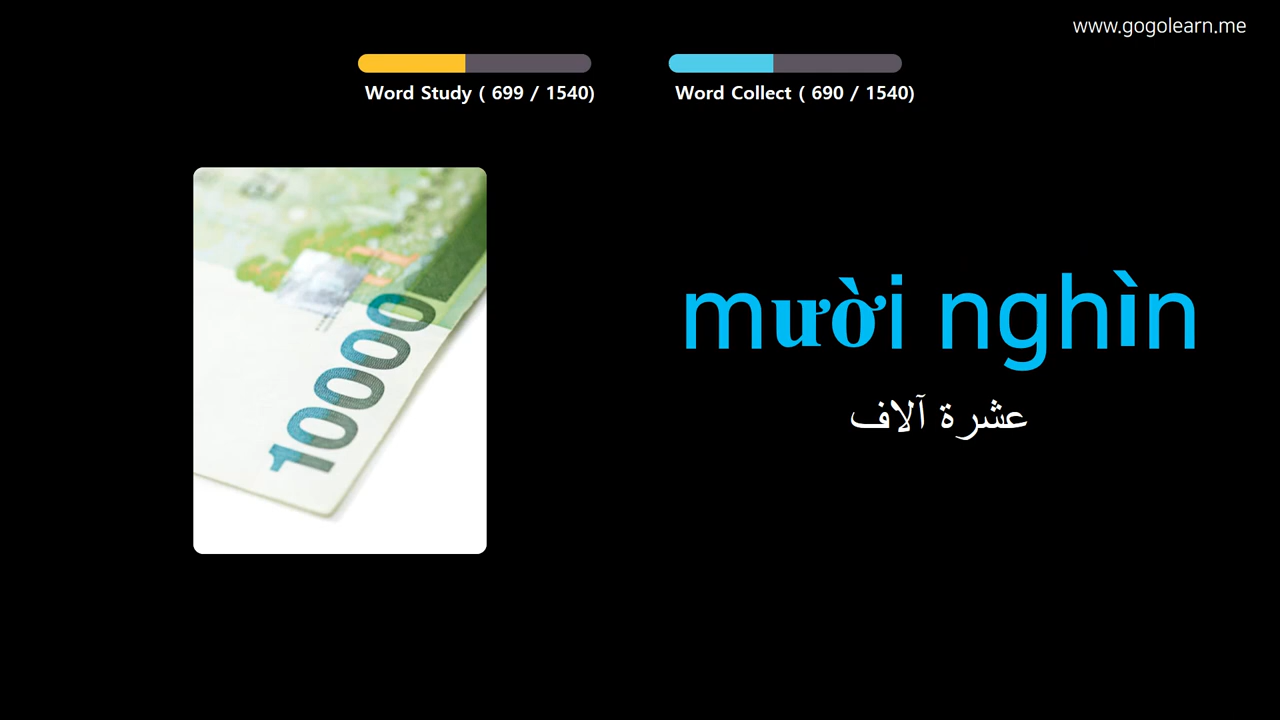 www.gogolearn.me
Word Study ( 699 / 1540)
Word Collect ( 690 / 1540)
10000
mười nghìn
عشرة آلاف